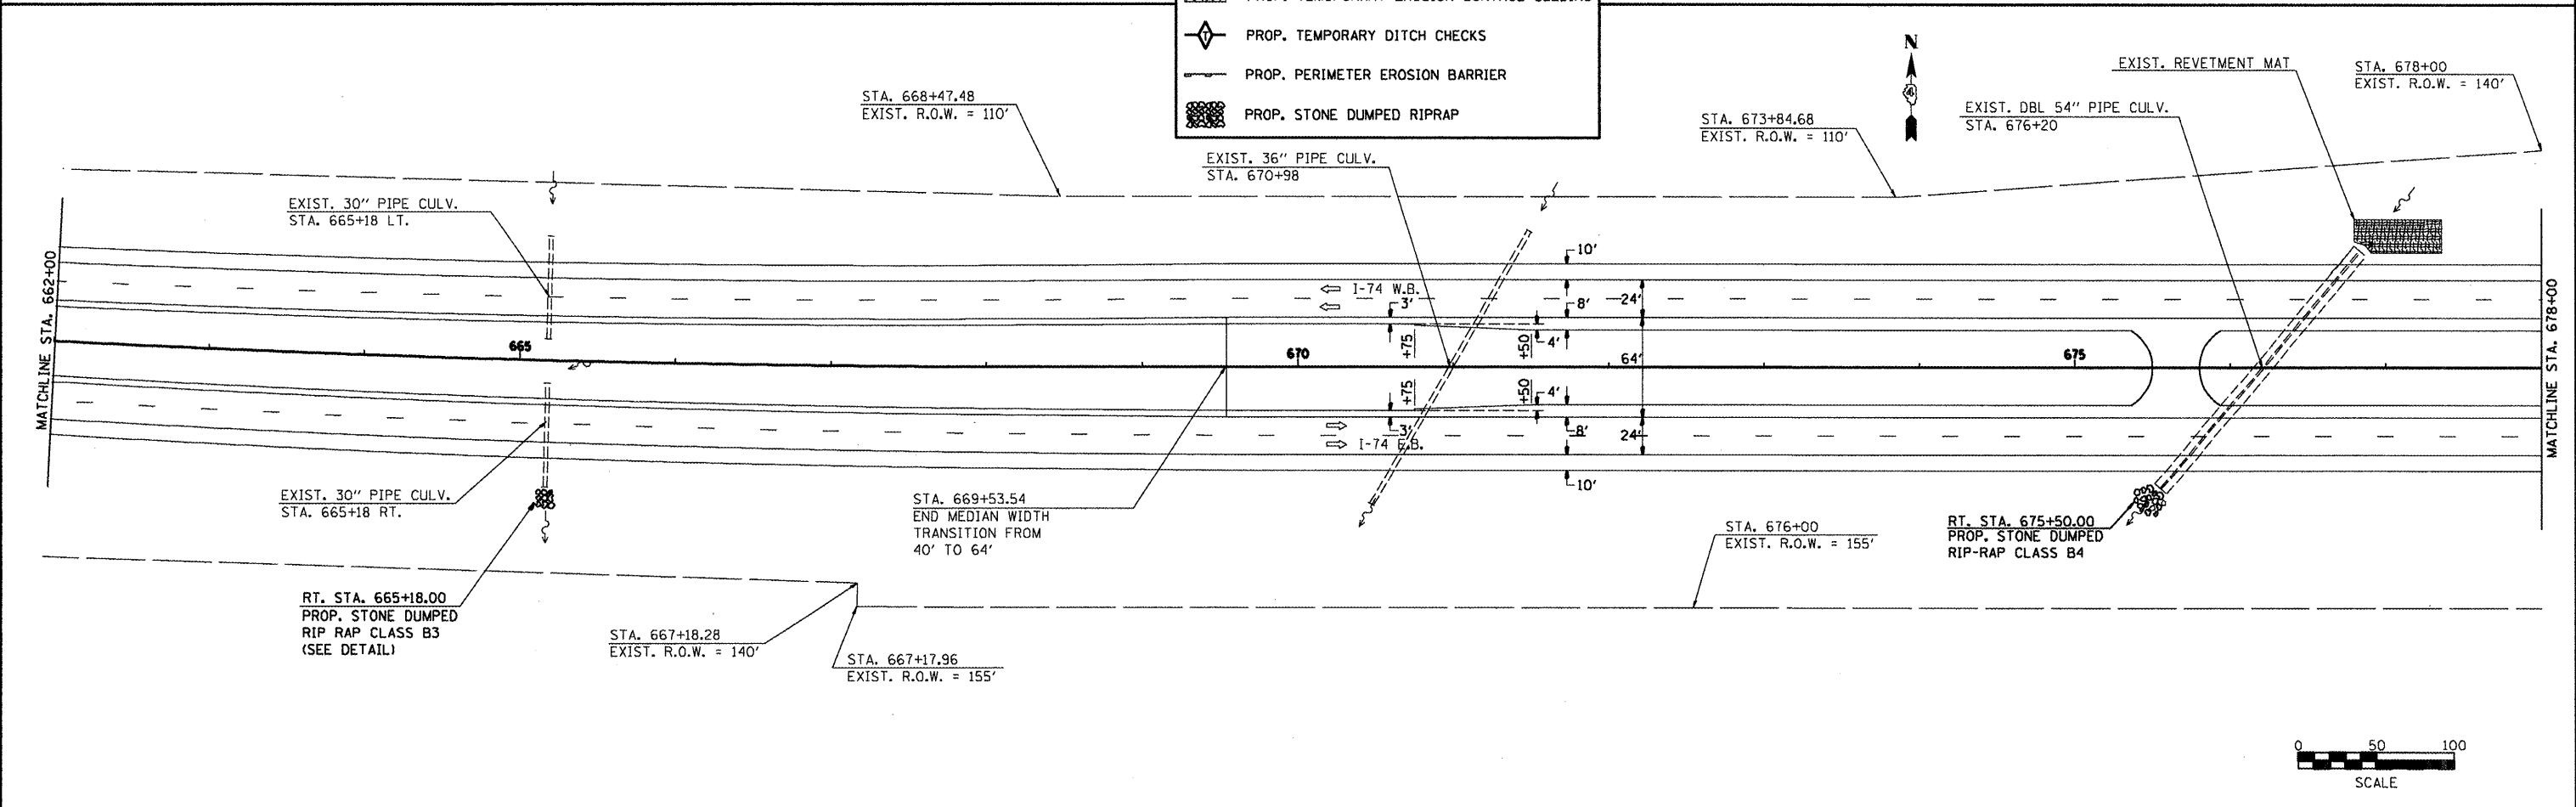 PROP. TEMPORARY EROSION CONTROL SEEDING
T
PROP. TEMPORARY DITCH CHECKS
PROP. PERIMETER EROSION BARRIER
PROP. STONE DUMPED RIPRAP
N
4
EXIST. REVETMENT MAT
STA. 678+00
EXIST. R.O.W. = 140'
STA. 668+47.48
EXIST. R.O.W. = 110'
STA. 673+84.68
EXIST. R.O.W. = 110'
EXIST. DBL 54" PIPE CULV.
STA. 676+20
EXIST. 36" PIPE CULV.
STA. 670+98
EXIST. 30" PIPE CULV.
STA. 665+18 LT.
MATCHLINE STA. 662+00
10'
I-74 W.B.
3'
8'
24'
665
670
675
+75
+50
4'
64'
+75
+50
4'
3'
8'
24'
I-74 E.B.
10'
MATCHLINE STA. 678+00
EXIST. 30" PIPE CULV.
STA. 665+18 RT.
STA. 669+53.54
END MEDIAN WIDTH
TRANSITION FROM
40' TO 64'
STA. 676+00
EXIST. R.O.W. = 155'
RT. STA. 675+50.00
PROP. STONE DUMPED
RIP-RAP CLASS B4
RT. STA. 665+18.00
PROP. STONE DUMPED
RIP RAP CLASS B3
(SEE DETAIL)
STA. 667+18.28
EXIST. R.O.W. = 140'
STA. 667+17.96
EXIST. R.O.W. = 155'
0 50 100
SCALE